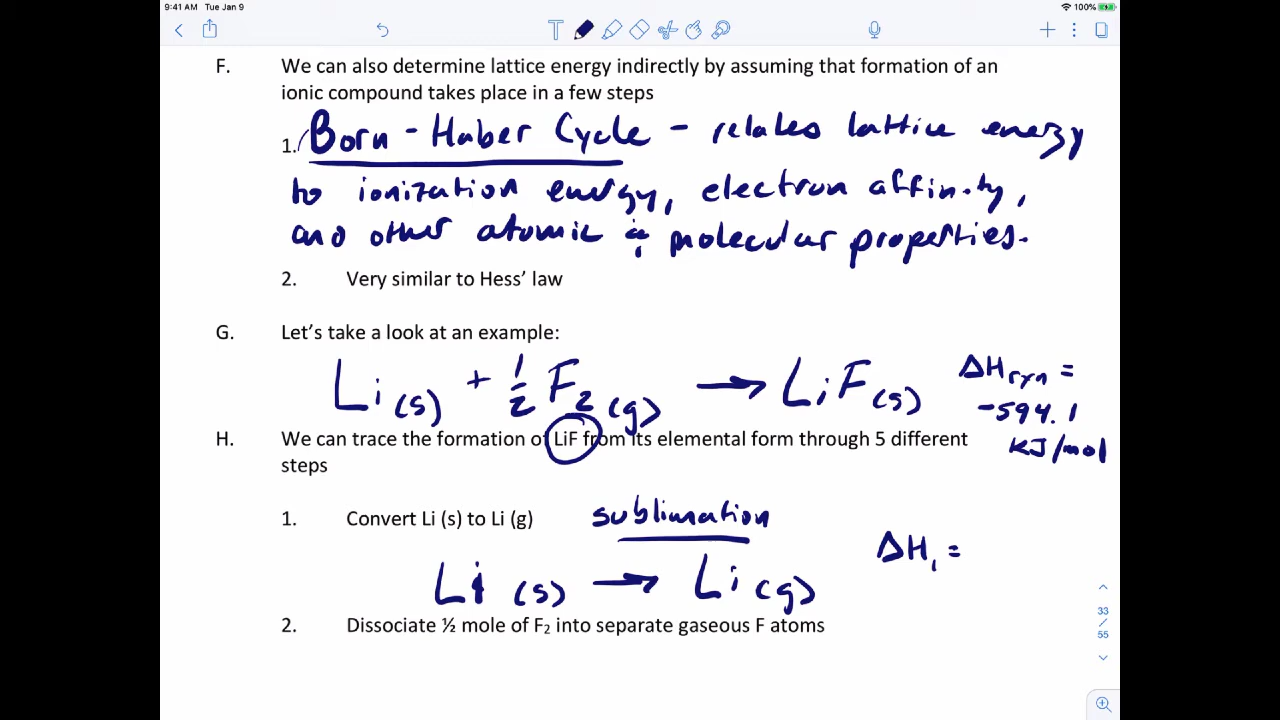 9:41 AM Tue Jan 9
100%
F. We can also determine lattice energy indirectly by assuming that formation of an
ionic compound takes place in a few steps
1. Born - Haber Cycle - relates lattice energy
to ionization energy, electron affinity,
and other atomic & molecular properties.
2. Very similar to Hess' law
G. Let's take a look at an example:
Li (s) + 1/2 F2 (g) → LiF (s) ΔHrxn =
-594.1
kJ/mol
H. We can trace the formation of LiF from its elemental form through 5 different
steps
1. Convert Li (s) to Li (g) sublimation
Li (s) → Li (g) ΔH1 =
2. Dissociate ½ mole of F2 into separate gaseous F atoms
33
/
55